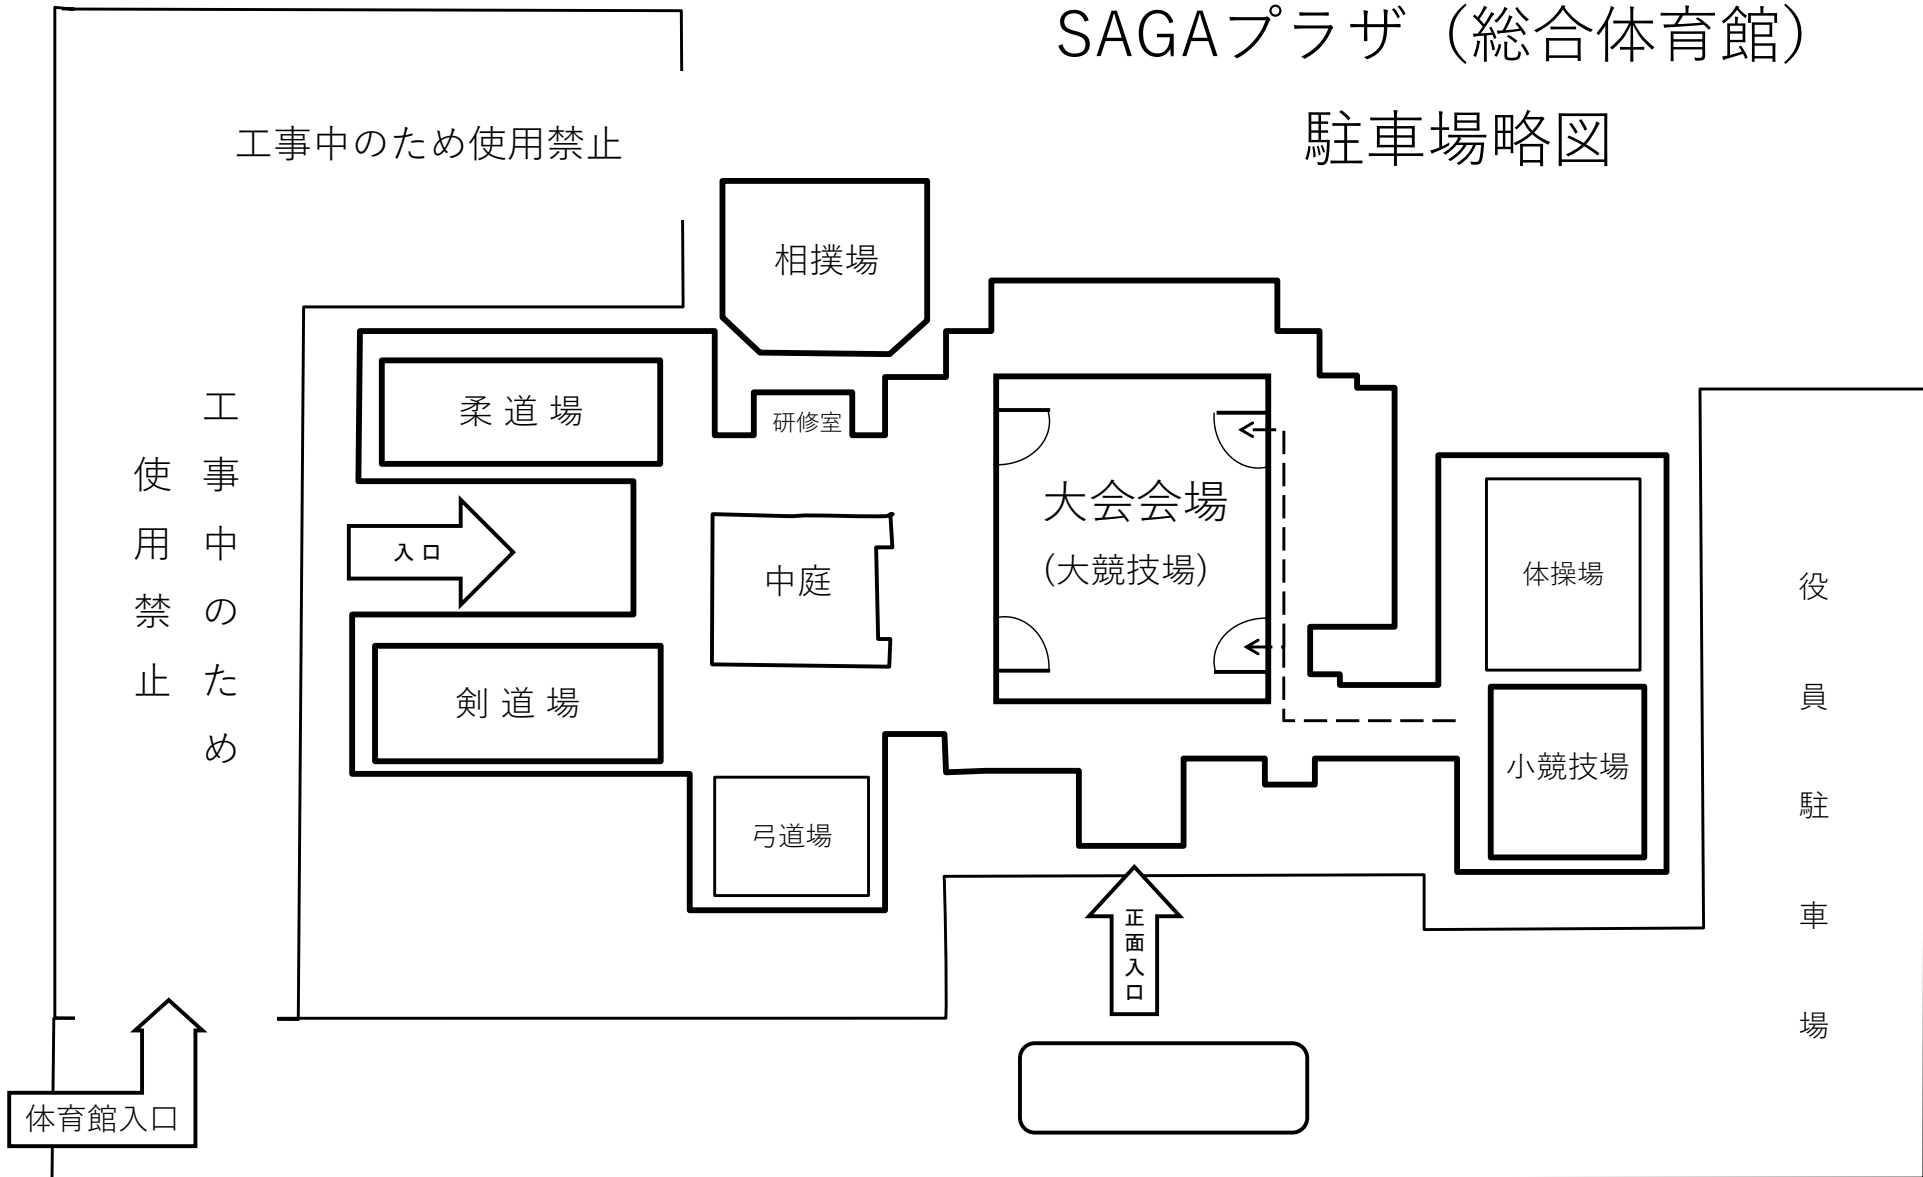 SAGAプラザ（総合体育館）
駐車場略図
工事中のため使用禁止
相撲場
柔道場
研修室
工事中のため
使用禁止
大会会場
（大競技場）
入口
中庭
体操場
役員駐車場
剣道場
小競技場
弓道場
正面入口
体育館入口